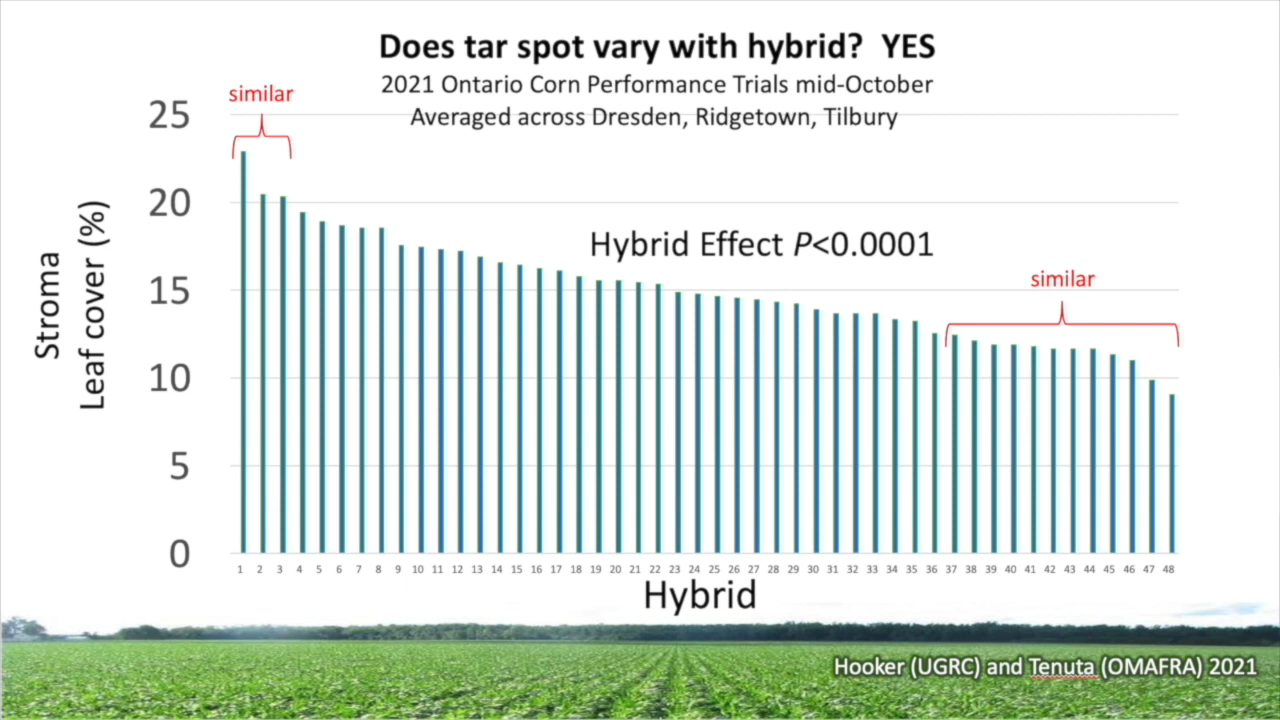 Does tar spot vary with hybrid?  YES
2021 Ontario Corn Performance Trials mid-October
Averaged across Dresden, Ridgetown, Tilbury
similar
25
20
15
10
5
0
Stroma
Leaf cover (%)
Hybrid Effect P<0.0001
similar
1 2 3 4 5 6 7 8 9 10 11 12 13 14 15 16 17 18 19 20 21 22 23 24 25 26 27 28 29 30 31 32 33 34 35 36 37 38 39 40 41 42 43 44 45 46 47 48
Hybrid
Hooker (UGRC) and Tenuta (OMAFRA) 2021